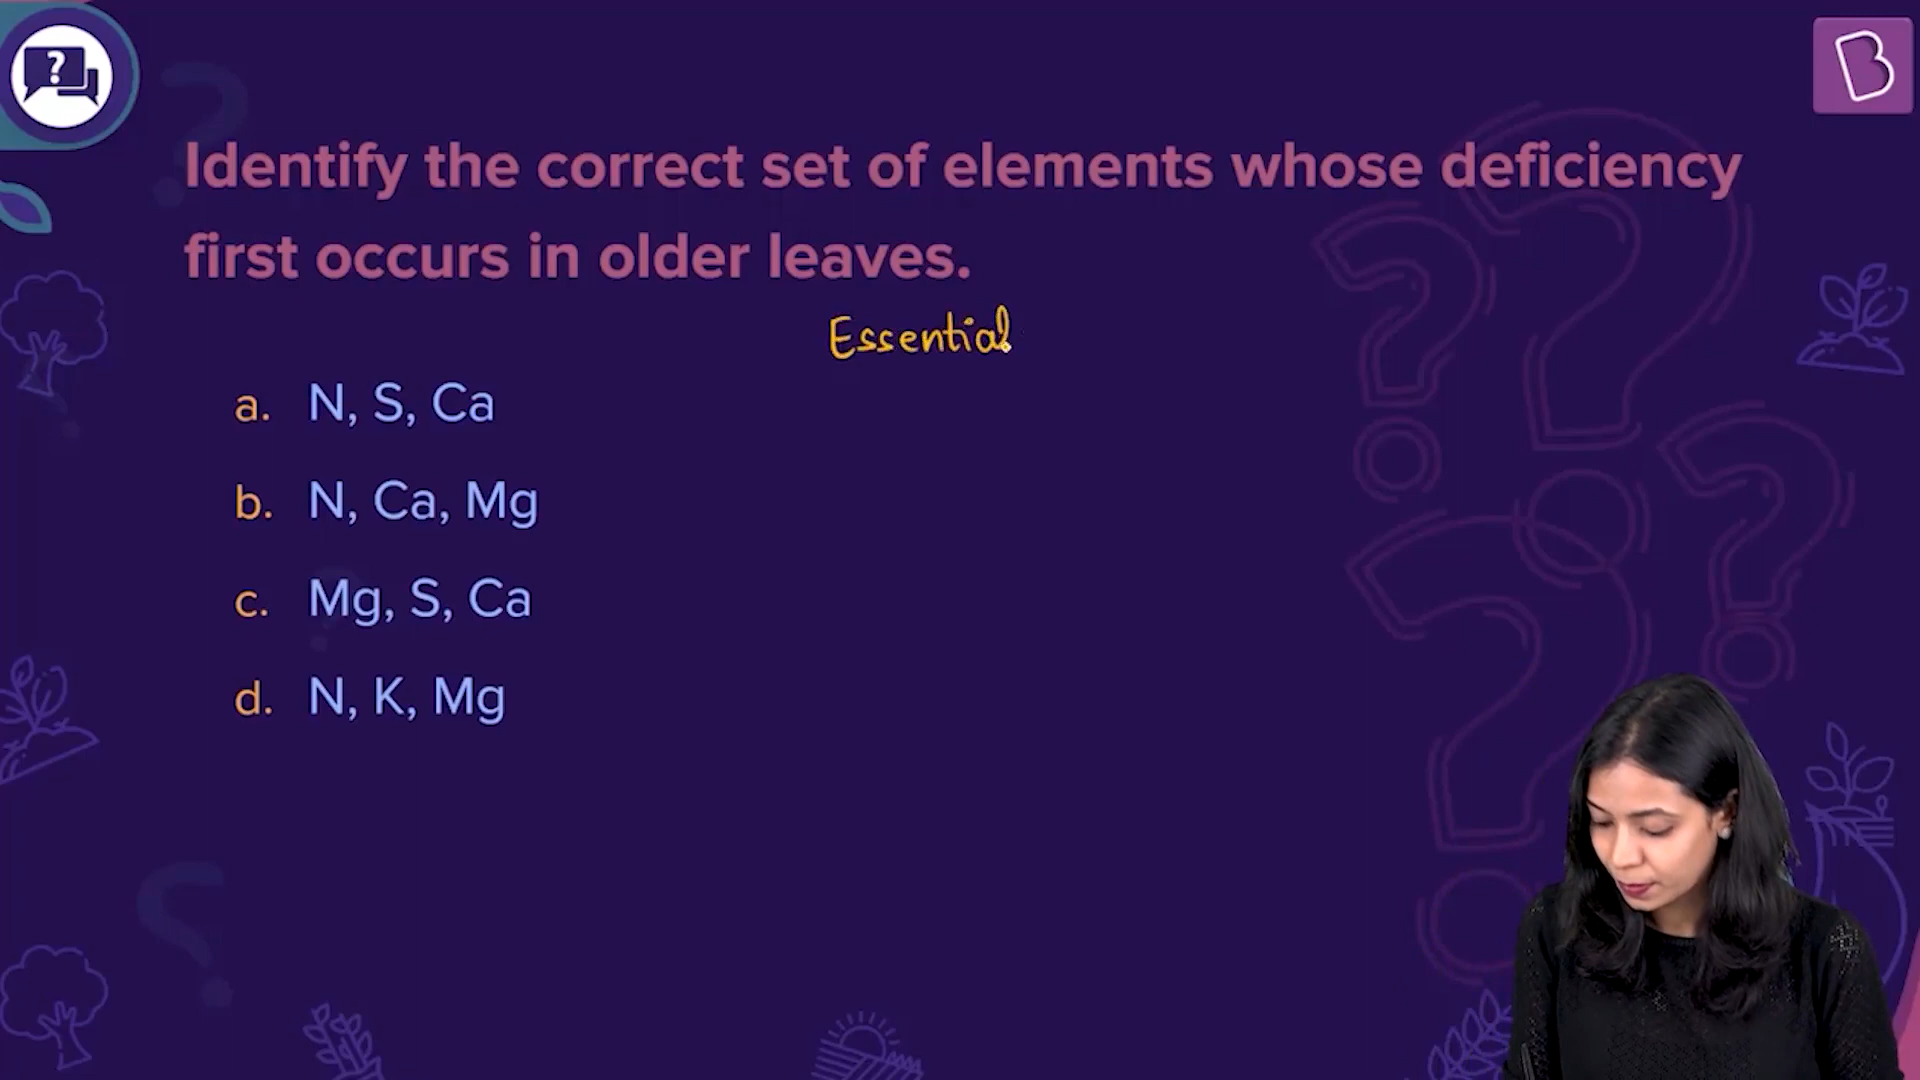 Identify the correct set of elements whose deficiency
first occurs in older leaves.
Essential
a. N, S, Ca
b. N, Ca, Mg
c. Mg, S, Ca
d. N, K, Mg